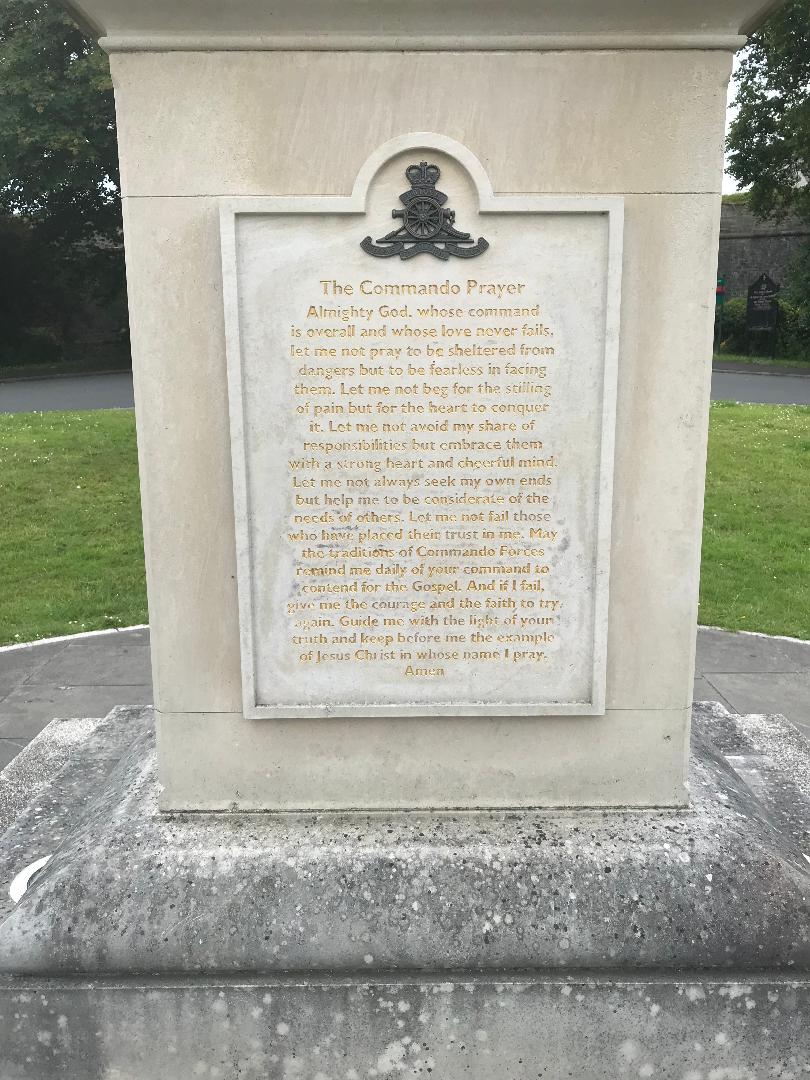 The Commando Prayer
Almighty God. whose command
is overall and whose love never fails,
let me not pray to be sheltered from
dangers but to be fearless in facing
them. Let me not beg for the stilling
of pain but for the heart to conquer
it. Let me not avoid my share of
responsibilities but embrace them
with a strong heart and cheerful mind.
Let me not always seek my own ends
but help me to be considerate of the
needs of others. Let me not fail those
who have placed their trust in me. May
the traditions of Commando Forces
remind me daily of your command to
contend for the Gospel. And if I fail,
give me the courage and the faith to try
again. Guide me with the light of your
truth and keep before me the example
of Jesus Christ in whose name I pray.
Amen